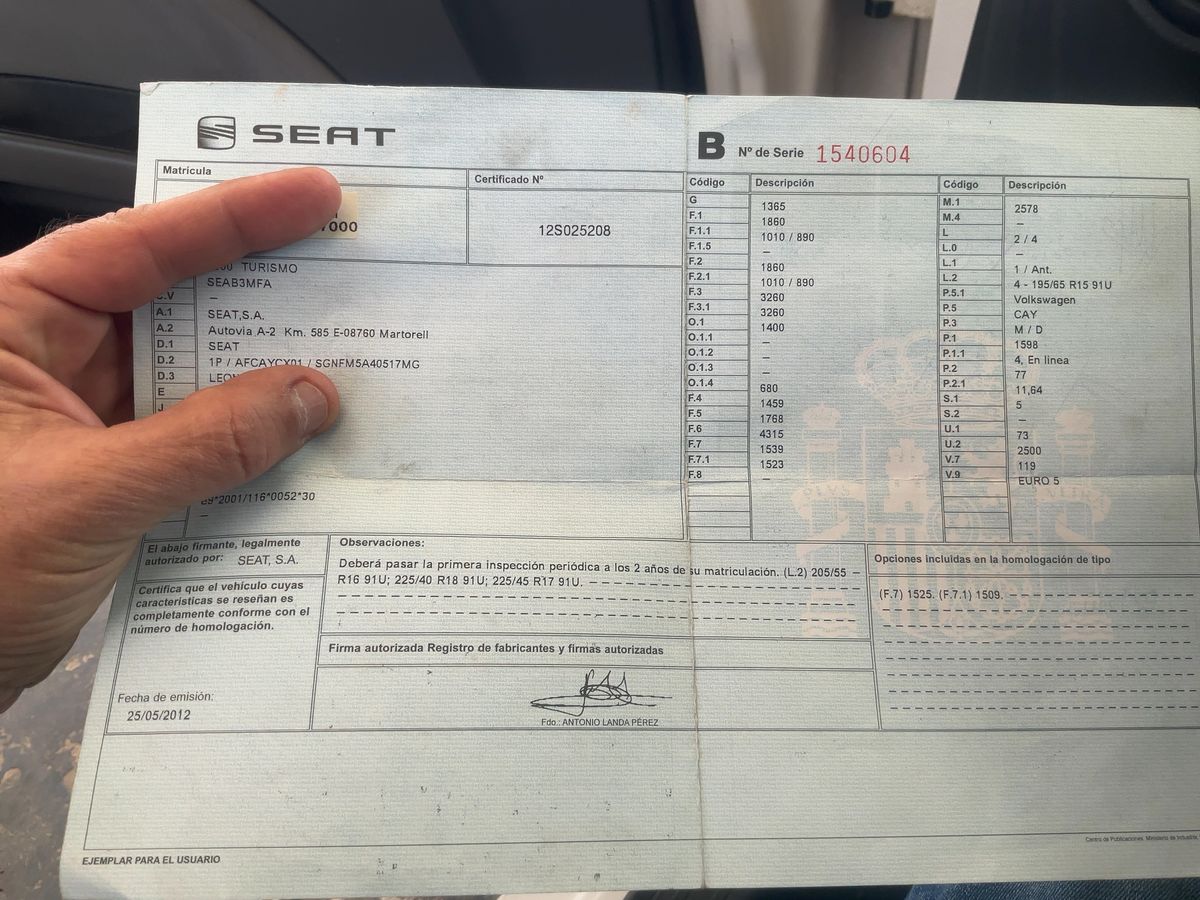 SEAT
B Nº de Serie 1540604
Matrícula
Certificado Nº
7000
12S025208
TURISMO
SEAB3MFA
C.V –
A.1 SEAT,S.A.
A.2 Autovia A-2 Km. 585 E-08760 Martorell
D.1 SEAT
D.2 1P / AFCAYCX01 / SGNFM5A40517MG
D.3
E
J
e9*2001/116*0052*30
–
Código Descripción
G 1365
F.1 1860
F.1.1 1010 / 890
F.1.5 –
F.2 1860
F.2.1 1010 / 890
F.3 3260
F.3.1 3260
O.1 1400
O.1.1 –
O.1.2 –
O.1.3 –
O.1.4 680
F.4 1459
F.5 1768
F.6 4315
F.7 1539
F.7.1 1523
F.8 –
Código Descripción
M.1 2578
M.4 –
L 2 / 4
L.0 –
L.1 1 / Ant.
L.2 4 - 195/65 R15 91U
P.5.1 Volkswagen
P.5 CAY
P.3 M / D
P.1 1598
P.1.1 4, En linea
P.2 77
P.2.1 11,64
S.1 5
S.2 –
U.1 73
U.2 2500
V.7 119
V.9 EURO 5
El abajo firmante, legalmente
autorizado por: SEAT, S.A.
Certifica que el vehículo cuyas
características se reseñan es
completamente conforme con el
número de homologación.
Fecha de emisión:
25/05/2012
Observaciones:
Deberá pasar la primera inspección periódica a los 2 años de su matriculación. (L.2) 205/55
R16 91U; 225/40 R18 91U; 225/45 R17 91U.
Firma autorizada Registro de fabricantes y firmas autorizadas
Fdo.: ANTONIO LANDA PÉREZ
Opciones incluidas en la homologación de tipo
(F.7) 1525. (F.7.1) 1509.
PLVS
VLTRA
Centro de Publicaciones. Ministerio de Industria,
EJEMPLAR PARA EL USUARIO